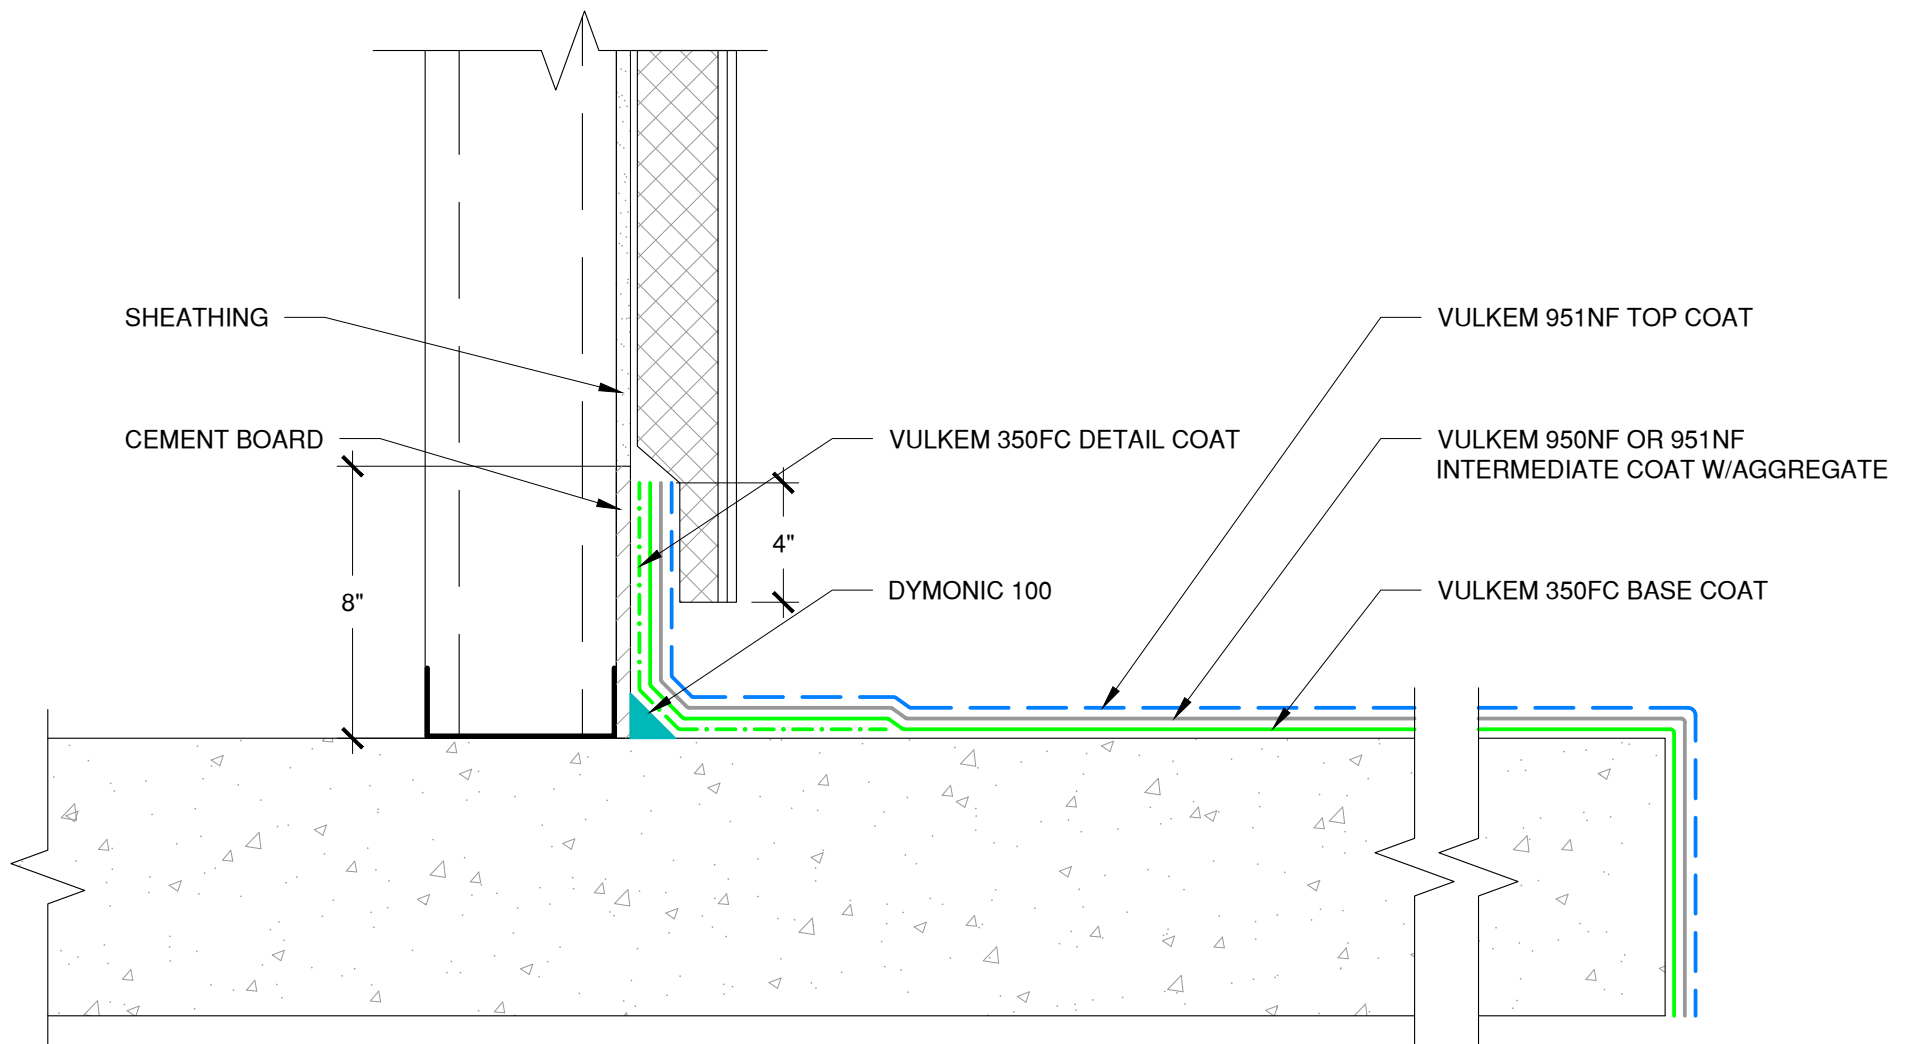 SHEATHING
VULKEM 951NF TOP COAT
CEMENT BOARD
VULKEM 350FC DETAIL COAT
VULKEM 950NF OR 951NF
INTERMEDIATE COAT W/AGGREGATE
4"
8"
DYMONIC 100
VULKEM 350FC BASE COAT